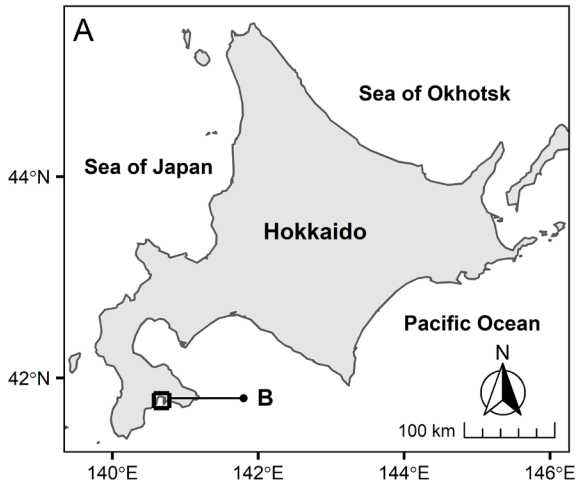 A
Sea of Okhotsk
Sea of Japan
44°N
Hokkaido
Pacific Ocean
N
42°N
B
100 km
140°E 142°E 144°E 146°E